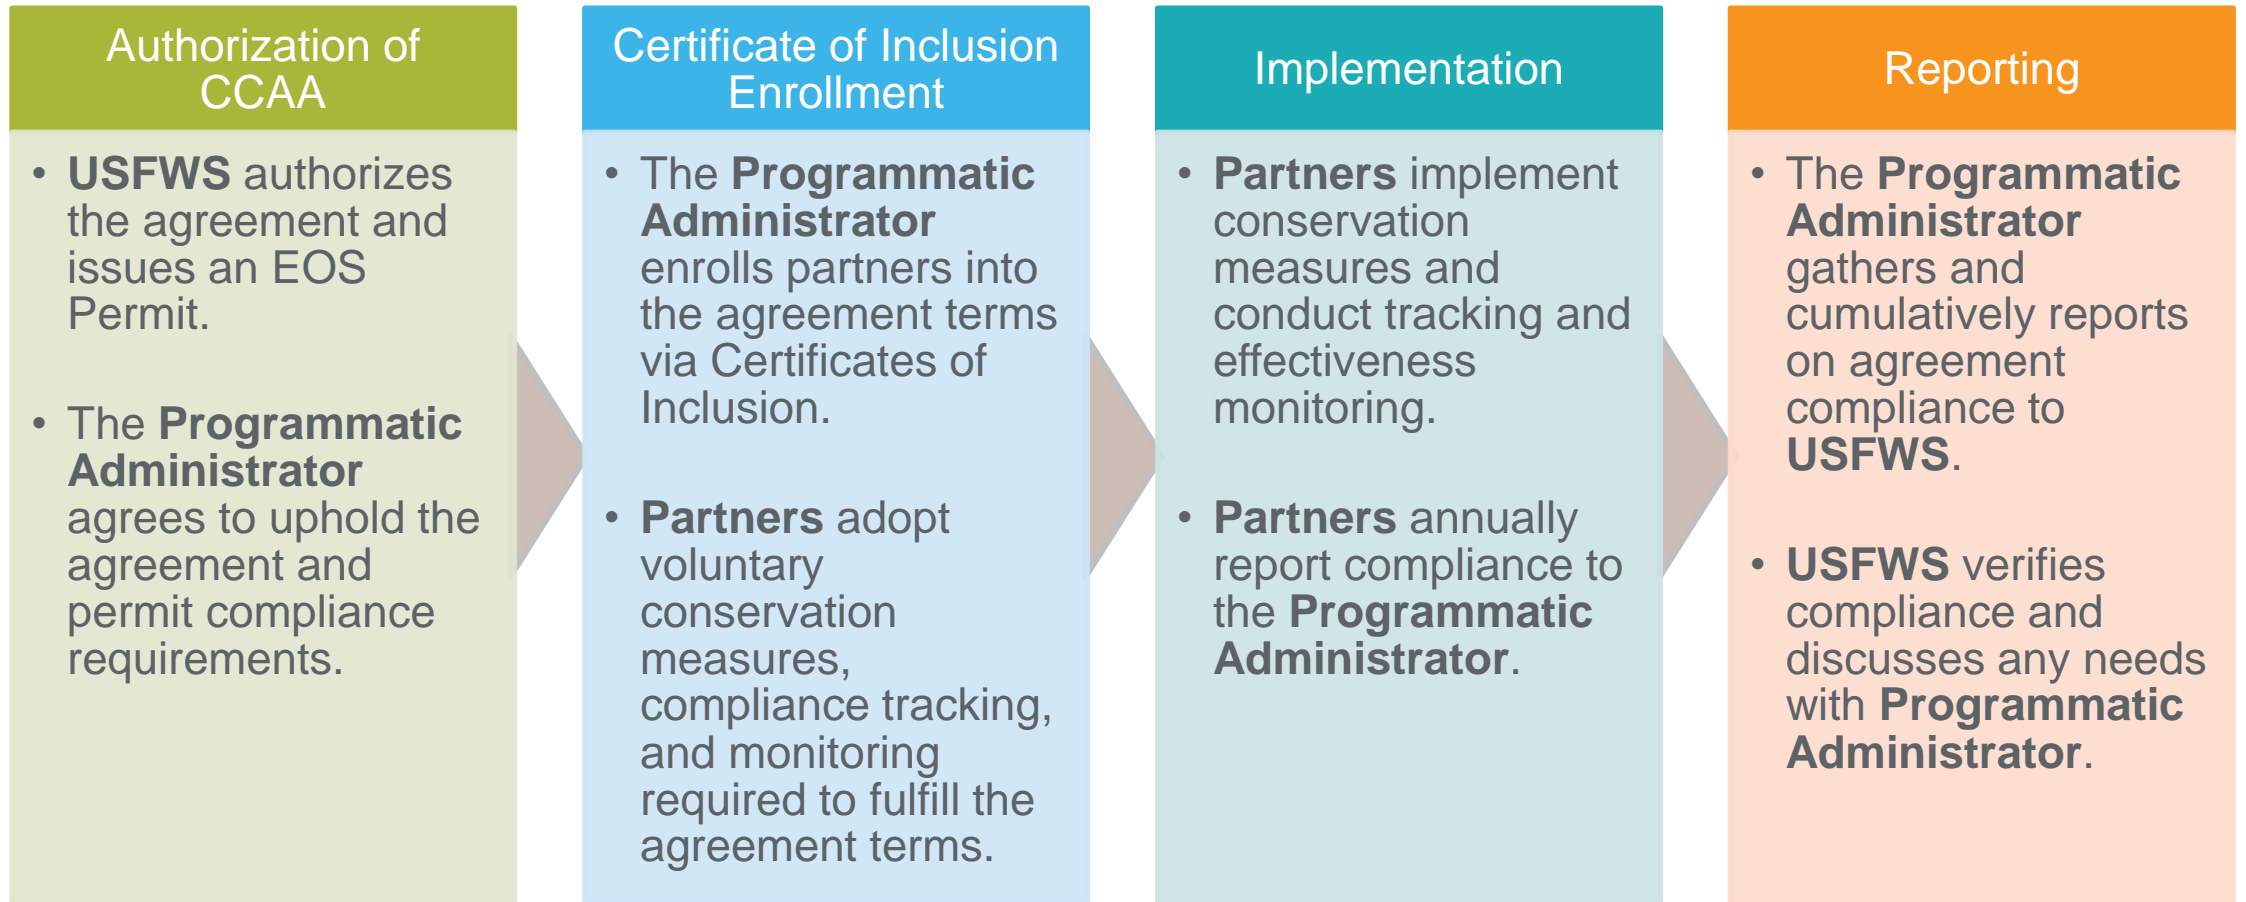 Authorization of
CCAA
• USFWS authorizes
the agreement and
issues an EOS
Permit.
• The Programmatic
Administrator
agrees to uphold the
agreement and
permit compliance
requirements.
Certificate of Inclusion
Enrollment
• The Programmatic
Administrator
enrolls partners into
the agreement terms
via Certificates of
Inclusion.
• Partners adopt
voluntary
conservation
measures,
compliance tracking,
and monitoring
required to fulfill the
agreement terms.
Implementation
• Partners implement
conservation
measures and
conduct tracking and
effectiveness
monitoring.
• Partners annually
report compliance to
the Programmatic
Administrator.
Reporting
• The Programmatic
Administrator
gathers and
cumulatively reports
on agreement
compliance to
USFWS.
• USFWS verifies
compliance and
discusses any needs
with Programmatic
Administrator.